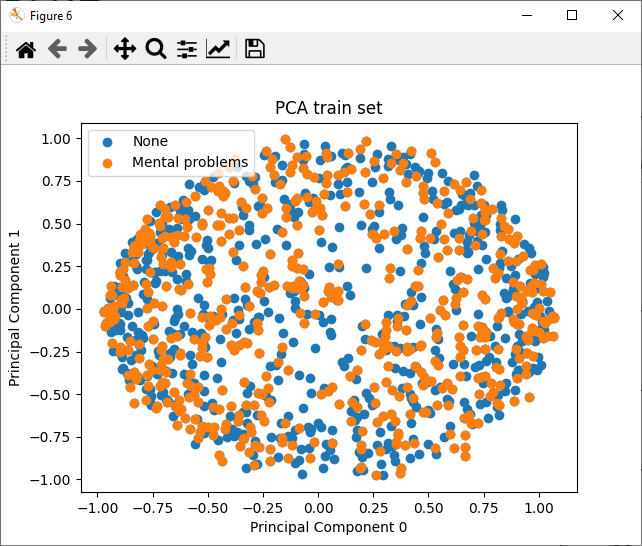 Figure 6
PCA train set
None
Mental problems
1.00
0.75
0.50
0.25
0.00
−0.25
−0.50
−0.75
−1.00
Principal Component 1
−1.00 −0.75 −0.50 −0.25 0.00 0.25 0.50 0.75 1.00
Principal Component 0